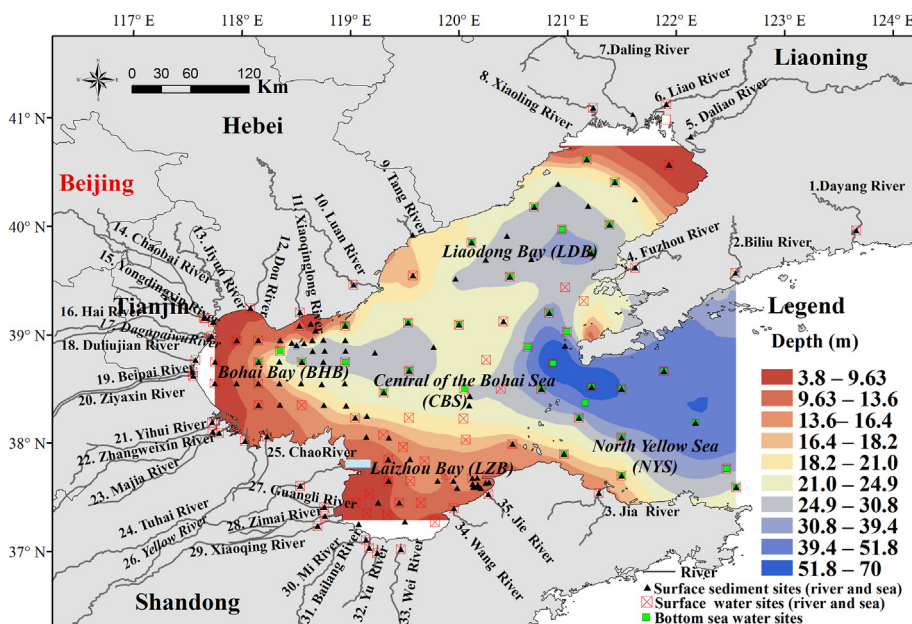 117° E 118° E 119° E 120° E 121° E 122° E 123° E 124° E
41° N
40° N
39° N
38° N
37° N
0 30 60 120
Km
Hebei
Liaoning
Beijing
Tianjin
Shandong
7.Daling River
6. Liao River
8. Xiaoling River
5. Daliao River
1.Dayang River
2.Biliu River
4. Fuzhou River
9. Tang River
10. Luan River
11. Xiaoqinglong River
12. Dou River
13. Jiyun River
14. Chaobai River
15. Yongdingxin River
16. Hai River
17. Dagupaiwu River
18. Duliujian River
19. Beipai River
20. Ziyaxin River
21. Yihui River
22. Zhangweixin River
23. Majia River
24. Tuhai River
25. ChaoRiver
26. Yellow River
27. Guangli River
28. Zimai River
29. Xiaoqing River
30. Mi River
31. Bailang River
32. Yu River
33. Wei River
34. Wang River
35. Jie River
3. Jia River
Liaodong Bay (LDB)
Bohai Bay (BHB)
Central of the Bohai Sea
(CBS)
Laizhou Bay (LZB)
North Yellow Sea
(NYS)
Legend
Depth (m)
3.8 – 9.63
9.63 – 13.6
13.6 – 16.4
16.4 – 18.2
18.2 – 21.0
21.0 – 24.9
24.9 – 30.8
30.8 – 39.4
39.4 – 51.8
51.8 – 70
River
Surface sediment sites (river and sea)
Surface water sites (river and sea)
Bottom sea water sites